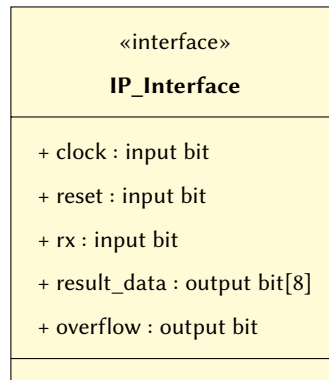 «interface»
IP_Interface
+ clock : input bit
+ reset : input bit
+ rx : input bit
+ result_data : output bit[8]
+ overflow : output bit